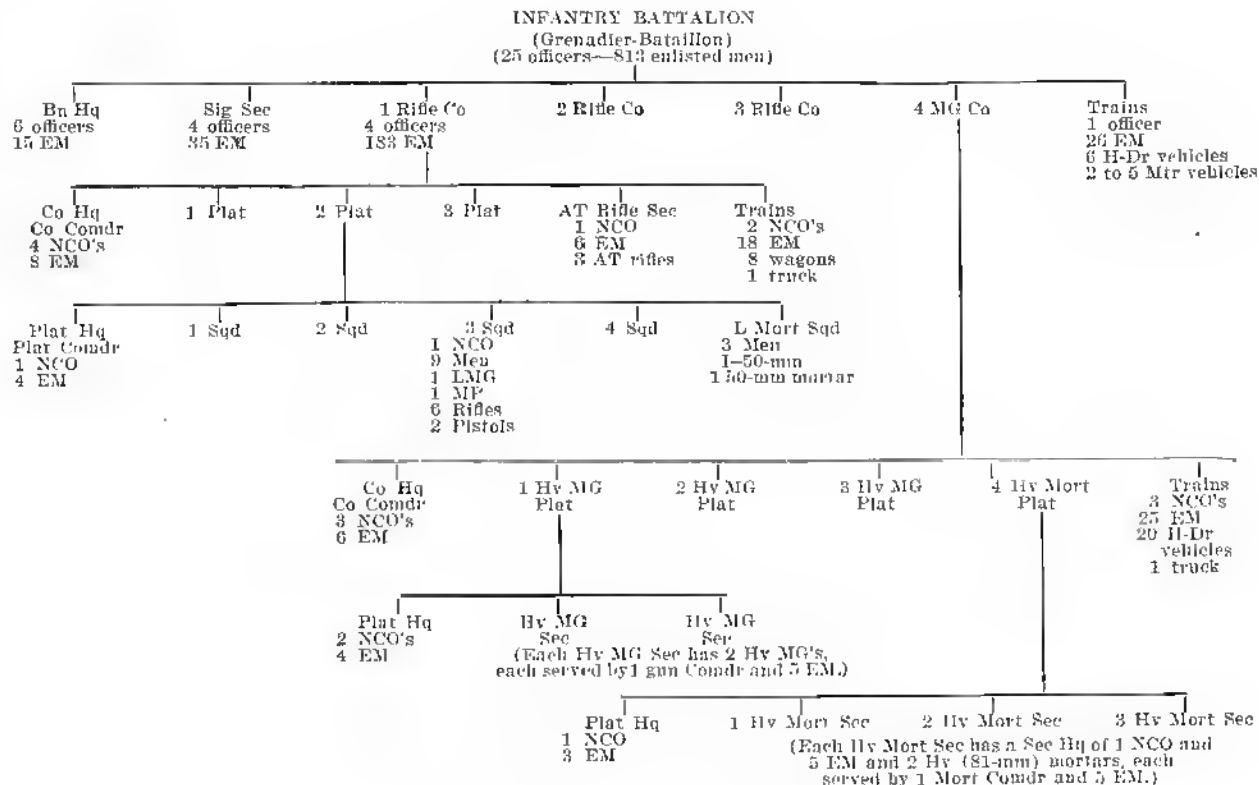 INFANTRY BATTALION
(Grenadier-Bataillon)
(25 officers—813 enlisted men)
Bn Hq
6 officers
15 EM
Sig Sec
4 officers
35 EM
1 Rifle Co
4 officers
183 EM
2 Rifle Co
3 Rifle Co
4 MG Co
Trains
1 officer
26 EM
6 H-Dr vehicles
2 to 5 Mtr vehicles
Co Hq
Co Comdr
4 NCO's
8 EM
1 Plat
2 Plat
3 Plat
AT Rifle Sec
1 NCO
6 EM
3 AT rifles
Trains
2 NCO's
18 EM
8 wagons
1 truck
Plat Hq
Plat Comdr
1 NCO
4 EM
1 Sqd
2 Sqd
3 Sqd
1 NCO
9 Men
1 LMG
1 MP
6 Rifles
2 Pistols
4 Sqd
L Mort Sqd
3 Men
1-50-mm
1 50-mm mortar
Co Hq
Co Comdr
3 NCO's
6 EM
1 Hv MG
Plat
2 Hv MG
Plat
3 Hv MG
Plat
4 Hv Mort
Plat
Trains
3 NCO's
25 EM
20 H-Dr
vehicles
1 truck
Plat Hq
2 NCO's
4 EM
Hv MG
Sec
Hv MG
Sec
(Each Hv MG Sec has 2 Hv MG's,
each served by 1 gun Comdr and 5 EM.)
Plat Hq
1 NCO
3 EM
1 Hv Mort Sec
2 Hv Mort Sec
3 Hv Mort Sec
(Each Hv Mort Sec has a Sec Hq of 1 NCO and
5 EM and 2 Hv (81-mm) mortars, each
served by 1 Mort Comdr and 5 EM.)